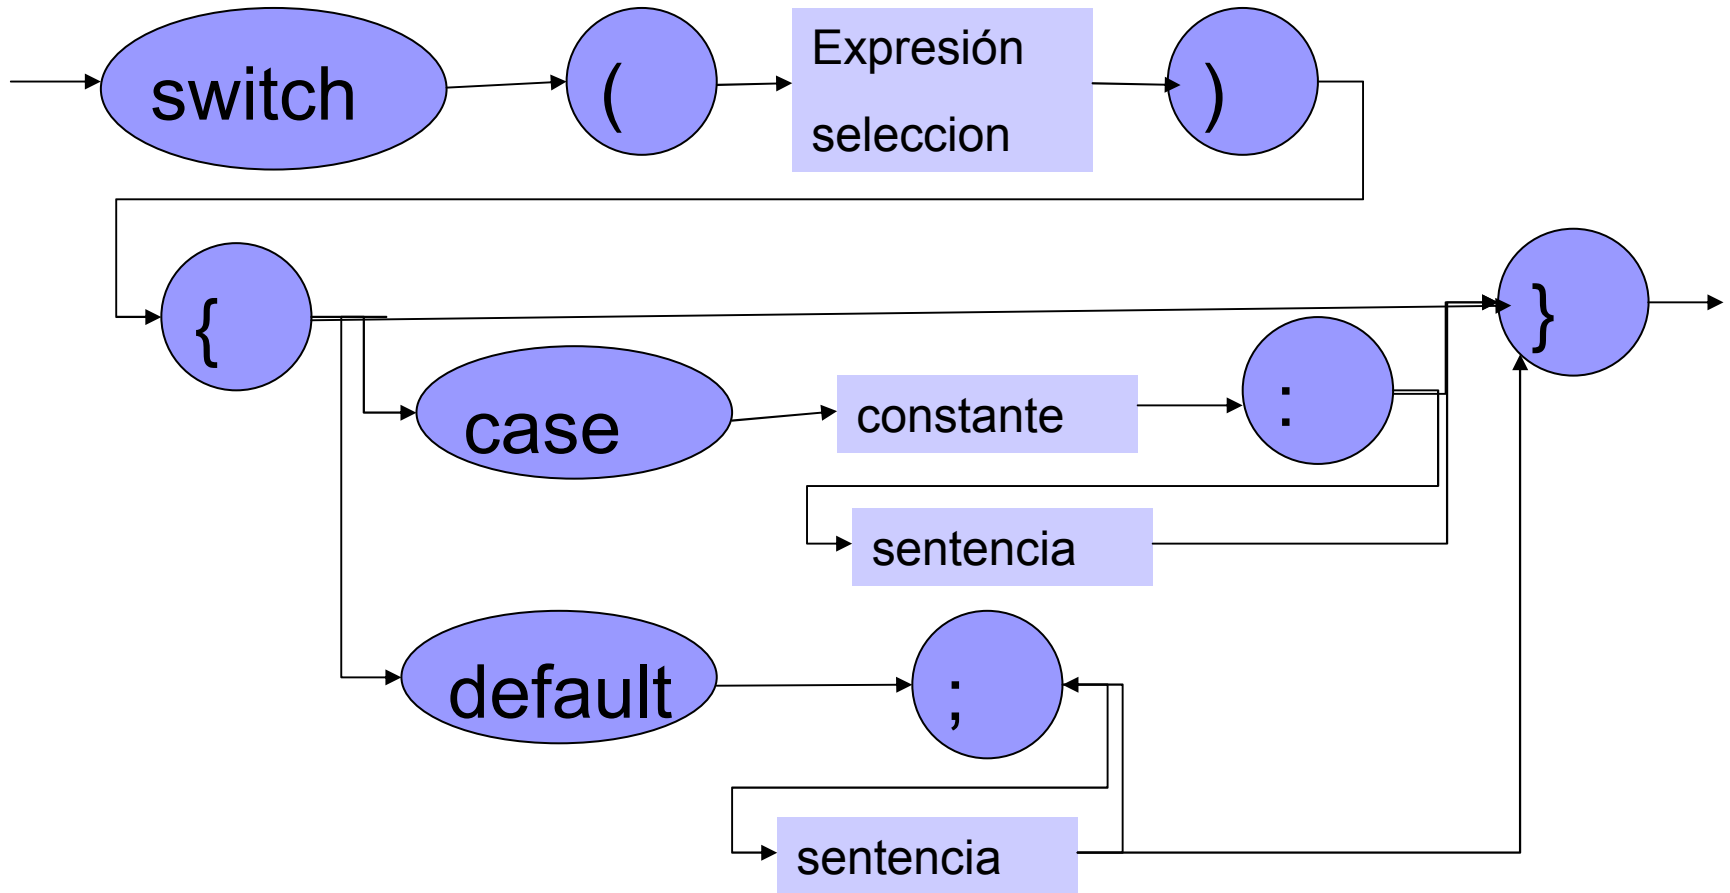 switch ( Expresión )
seleccion
{ }
case constante :
sentencia
default ;
sentencia